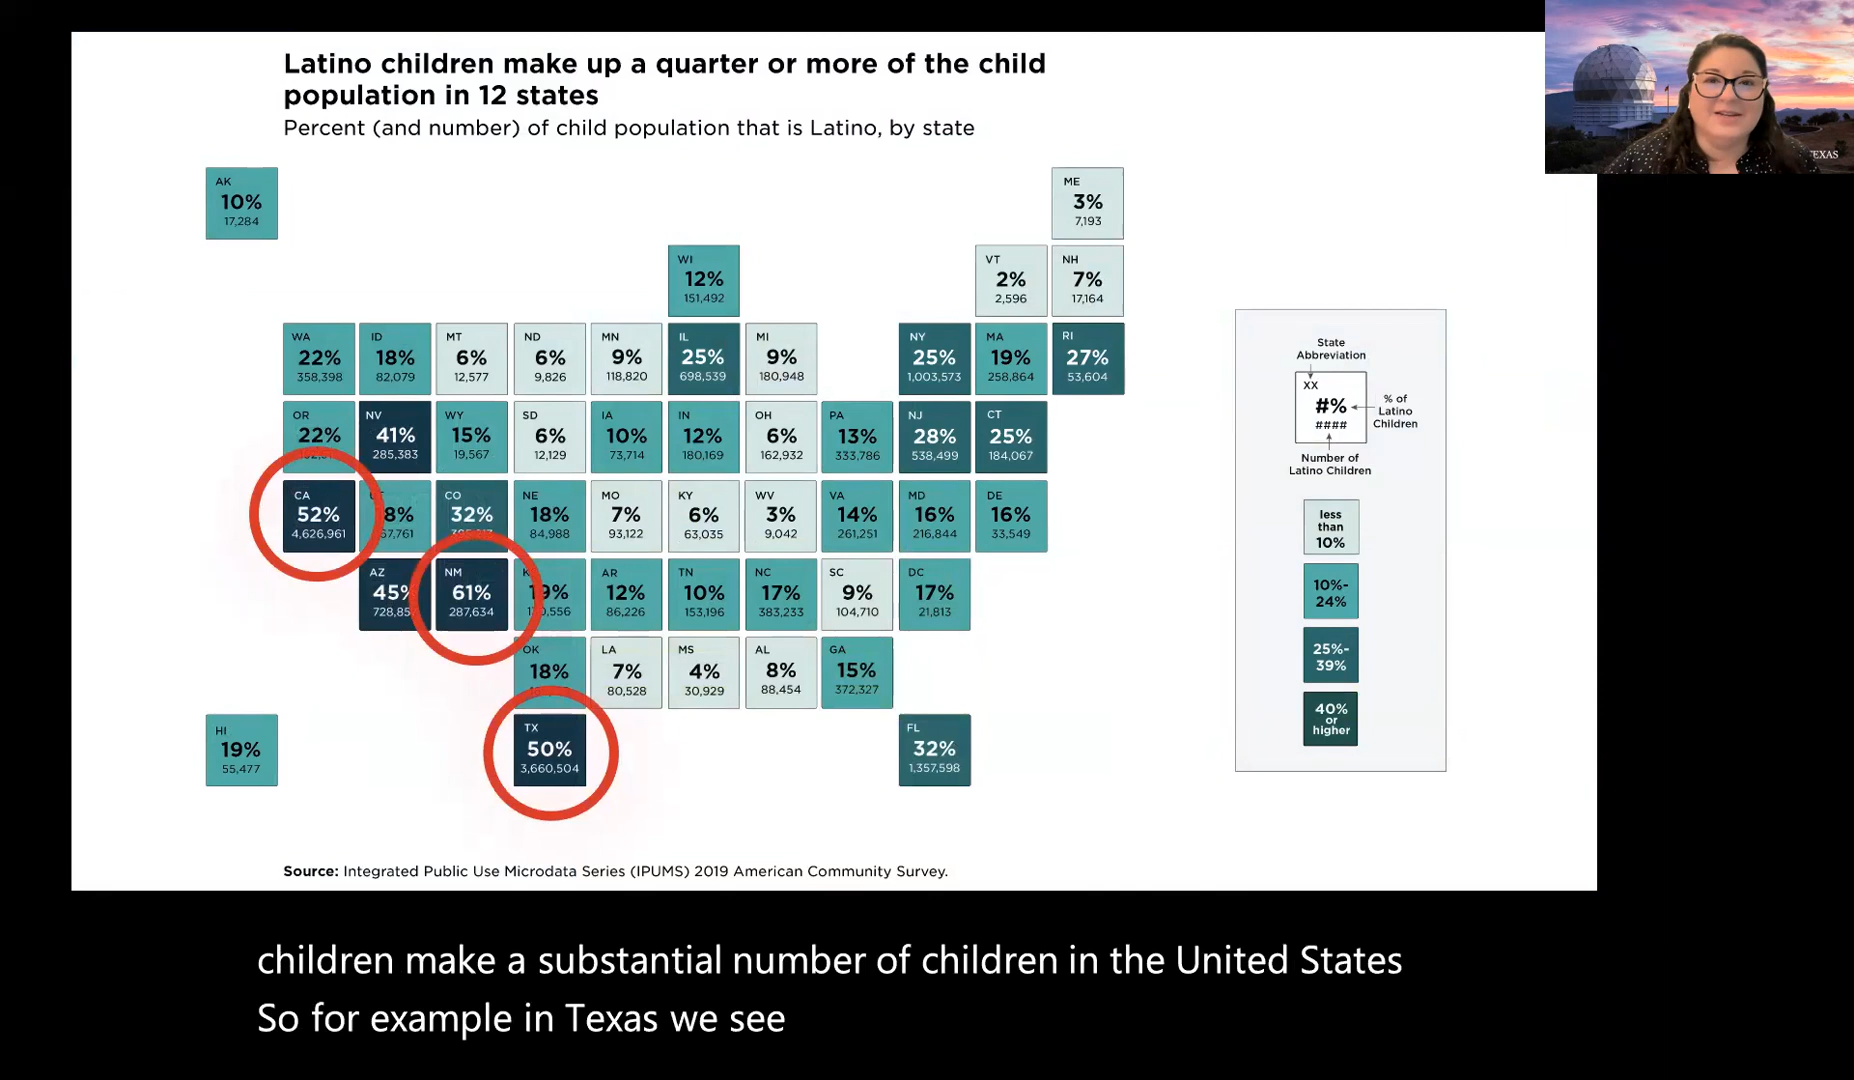 Latino children make up a quarter or more of the child
population in 12 states
Percent (and number) of child population that is Latino, by state
EXAS
AK
10%
17,284
ME
3%
7,193
WI
12%
151,492
VT
2%
2,596
NH
7%
17,164
WA
22%
358,398
ID
18%
82,079
MT
6%
12,577
ND
6%
9,826
MN
9%
118,820
IL
25%
698,539
MI
9%
180,948
NY
25%
1,003,573
MA
19%
258,864
RI
27%
53,604
OR
22%
NV
41%
285,383
WY
15%
19,567
SD
6%
12,129
IA
10%
73,714
IN
12%
180,169
OH
6%
162,932
PA
13%
333,786
NJ
28%
538,499
CT
25%
184,067
CA
52%
4,626,961
8%
67,761
CO
32%
NE
18%
84,988
MO
7%
93,122
KY
6%
63,035
WV
3%
9,042
VA
14%
261,251
MD
16%
216,844
DE
16%
33,549
AZ
45%
728,85
NM
61%
287,634
K
19%
0,556
AR
12%
86,226
TN
10%
153,196
NC
17%
383,233
SC
9%
104,710
DC
17%
21,813
OK
18%
LA
7%
80,528
MS
4%
30,929
AL
8%
88,454
GA
15%
372,327
HI
19%
55,477
TX
50%
3,660,504
FL
32%
1,357,598
State
Abbreviation
XX
#%
####
% of
Latino
Children
Number of
Latino Children
less
than
10%
10%-
24%
25%-
39%
40%
or
higher
Source: Integrated Public Use Microdata Series (IPUMS) 2019 American Community Survey.
children make a substantial number of children in the United States
So for example in Texas we see